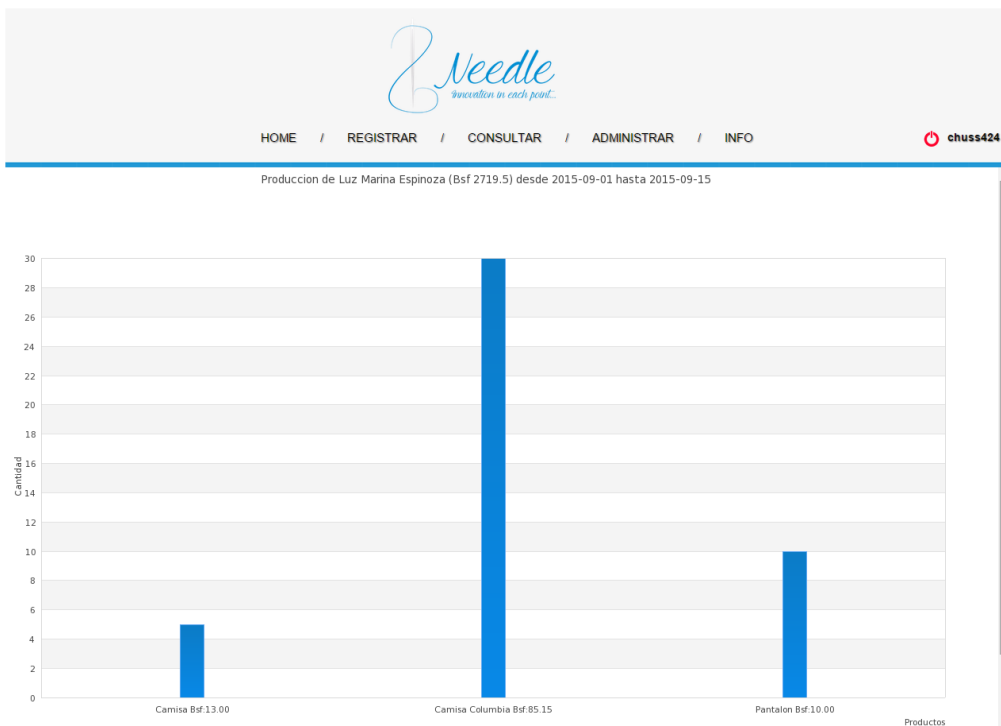 Needle
Innovation in each point...
HOME / REGISTRAR / CONSULTAR / ADMINISTRAR / INFO
chuss424
Produccion de Luz Marina Espinoza (Bsf 2719.5) desde 2015-09-01 hasta 2015-09-15
30
28
26
24
22
20
18
16
14
12
10
8
6
4
2
0
Cantidad
Camisa Bsf:13.00
Camisa Columbia Bsf:85.15
Pantalon Bsf:10.00
Productos